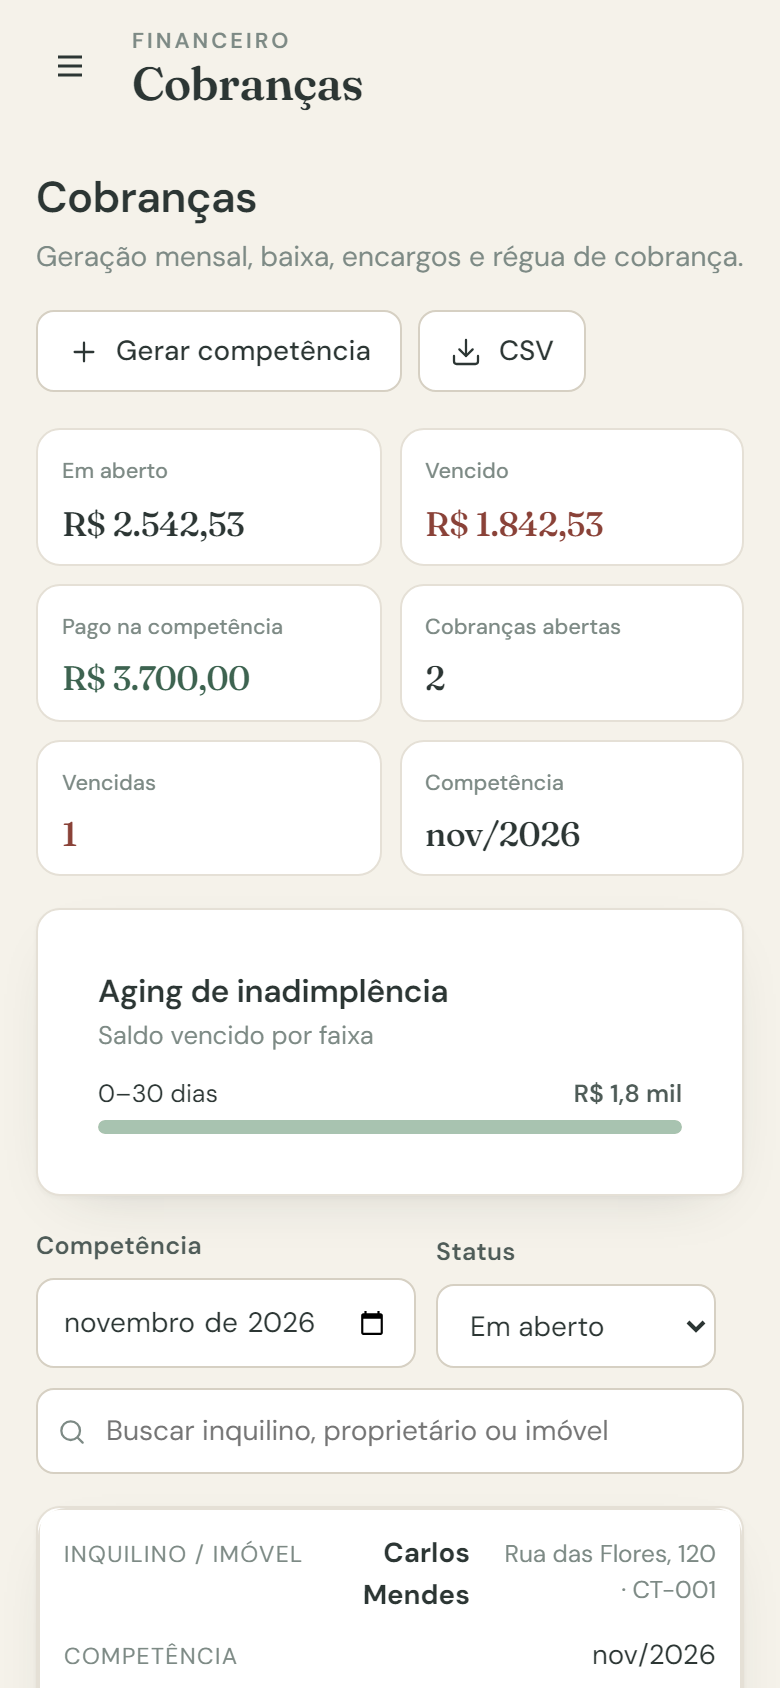 FINANCEIRO
Cobranças
Cobranças
Geração mensal, baixa, encargos e régua de cobrança.
Gerar competência
CSV
Em aberto
R$ 2.542,53
Vencido
R$ 1.842,53
Pago na competência
R$ 3.700,00
Cobranças abertas
2
Vencidas
1
Competência
nov/2026
Aging de inadimplência
Saldo vencido por faixa
0–30 dias
R$ 1,8 mil
Competência
novembro de 2026
Status
Em aberto
Buscar inquilino, proprietário ou imóvel
INQUILINO / IMÓVEL
Carlos
Mendes
Rua das Flores, 120
· CT-001
COMPETÊNCIA
nov/2026